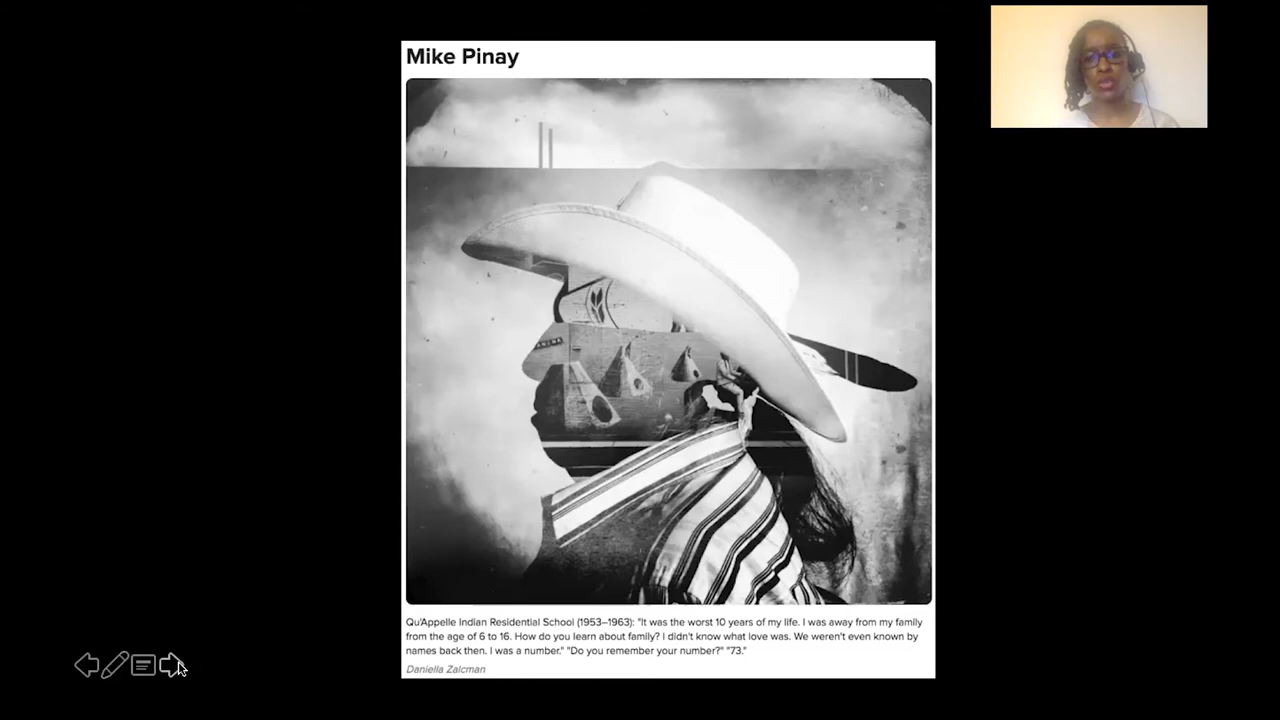 Mike Pinay
Qu'Appelle Indian Residential School (1953–1963): "It was the worst 10 years of my life. I was away from my family
from the age of 6 to 16. How do you learn about family? I didn't know what love was. We weren't even known by
names back then. I was a number." "Do you remember your number?" "73."
Daniella Zalcman